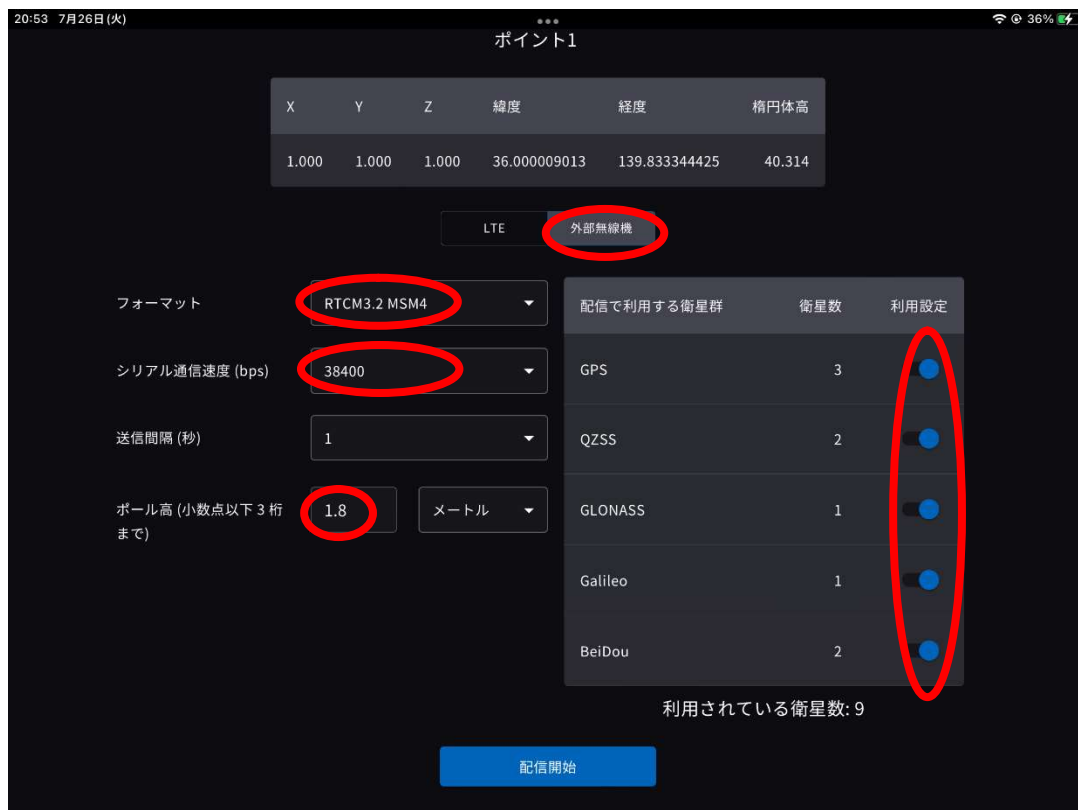 20:53 7月26日(火)
36%
ポイント1
X Y Z 緯度 経度 楕円体高
1.000 1.000 1.000 36.000009013 139.833344425 40.314
LTE 外部無線機
フォーマット RTCM3.2 MSM4
シリアル通信速度 (bps) 38400
送信間隔 (秒) 1
ポール高 (小数点以下 3 桁
まで) 1.8 メートル
配信で利用する衛星群 衛星数 利用設定
GPS 3
QZSS 2
GLONASS 1
Galileo 1
BeiDou 2
利用されている衛星数: 9
配信開始